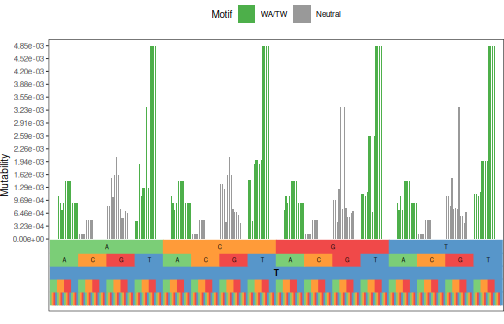 Motif WA/TW Neutral
4.85e-03
4.52e-03
4.20e-03
3.88e-03
3.55e-03
3.23e-03
2.91e-03
2.59e-03
2.26e-03
1.94e-03
1.62e-03
1.29e-03
9.69e-04
6.46e-04
3.23e-04
0.00e+00
Mutability
A C G T
A C G T A C G T A C G T A C G T
T